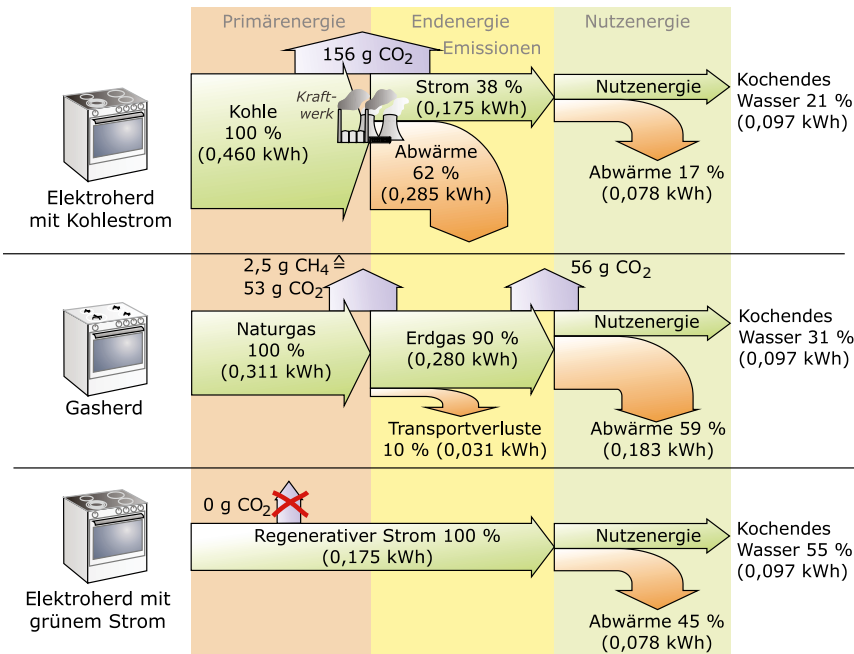 Primärenergie
Endenergie
Nutzenergie
Emissionen
156 g CO₂
Kraft-
werk
Kohle
100 %
(0,460 kWh)
Strom 38 %
(0,175 kWh)
Abwärme
62 %
(0,285 kWh)
Nutzenergie
Abwärme 17 %
(0,078 kWh)
Kochendes
Wasser 21 %
(0,097 kWh)
Elektroherd
mit Kohlestrom
2,5 g CH₄ ≙
53 g CO₂
56 g CO₂
Naturgas
100 %
(0,311 kWh)
Erdgas 90 %
(0,280 kWh)
Transportverluste
10 % (0,031 kWh)
Nutzenergie
Abwärme 59 %
(0,183 kWh)
Kochendes
Wasser 31 %
(0,097 kWh)
Gasherd
0 g CO₂
Regenerativer Strom 100 %
(0,175 kWh)
Nutzenergie
Abwärme 45 %
(0,078 kWh)
Kochendes
Wasser 55 %
(0,097 kWh)
Elektroherd mit
grünem Strom